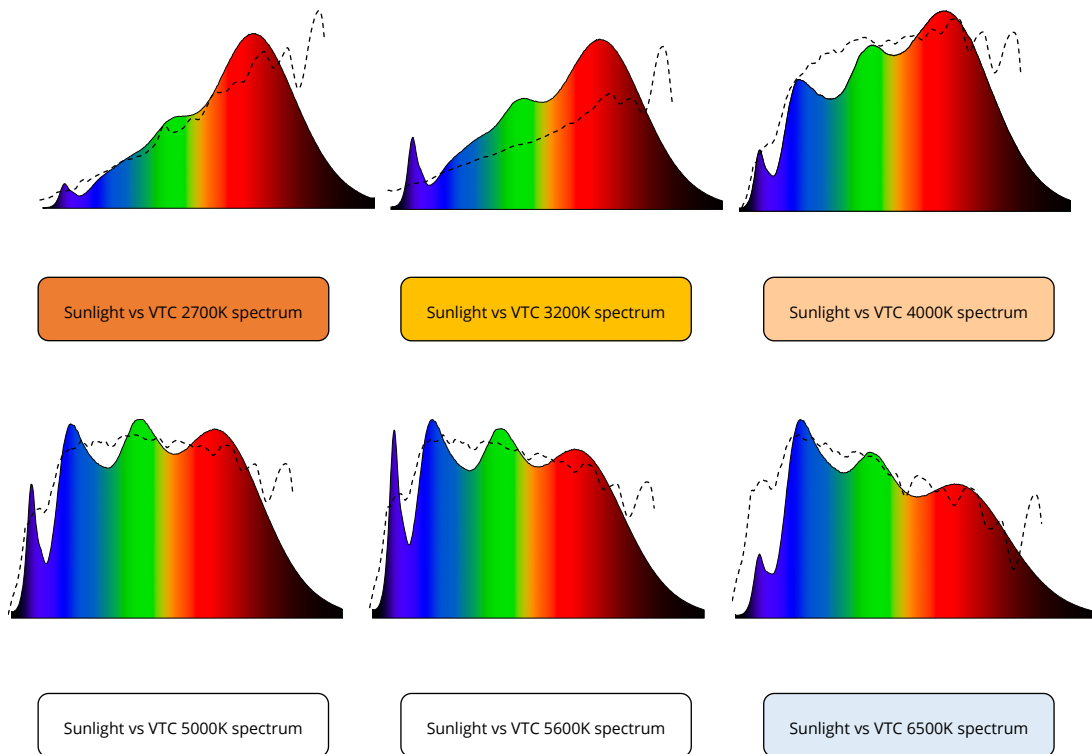 Sunlight vs VTC 2700K spectrum
Sunlight vs VTC 3200K spectrum
Sunlight vs VTC 4000K spectrum
Sunlight vs VTC 5000K spectrum
Sunlight vs VTC 5600K spectrum
Sunlight vs VTC 6500K spectrum